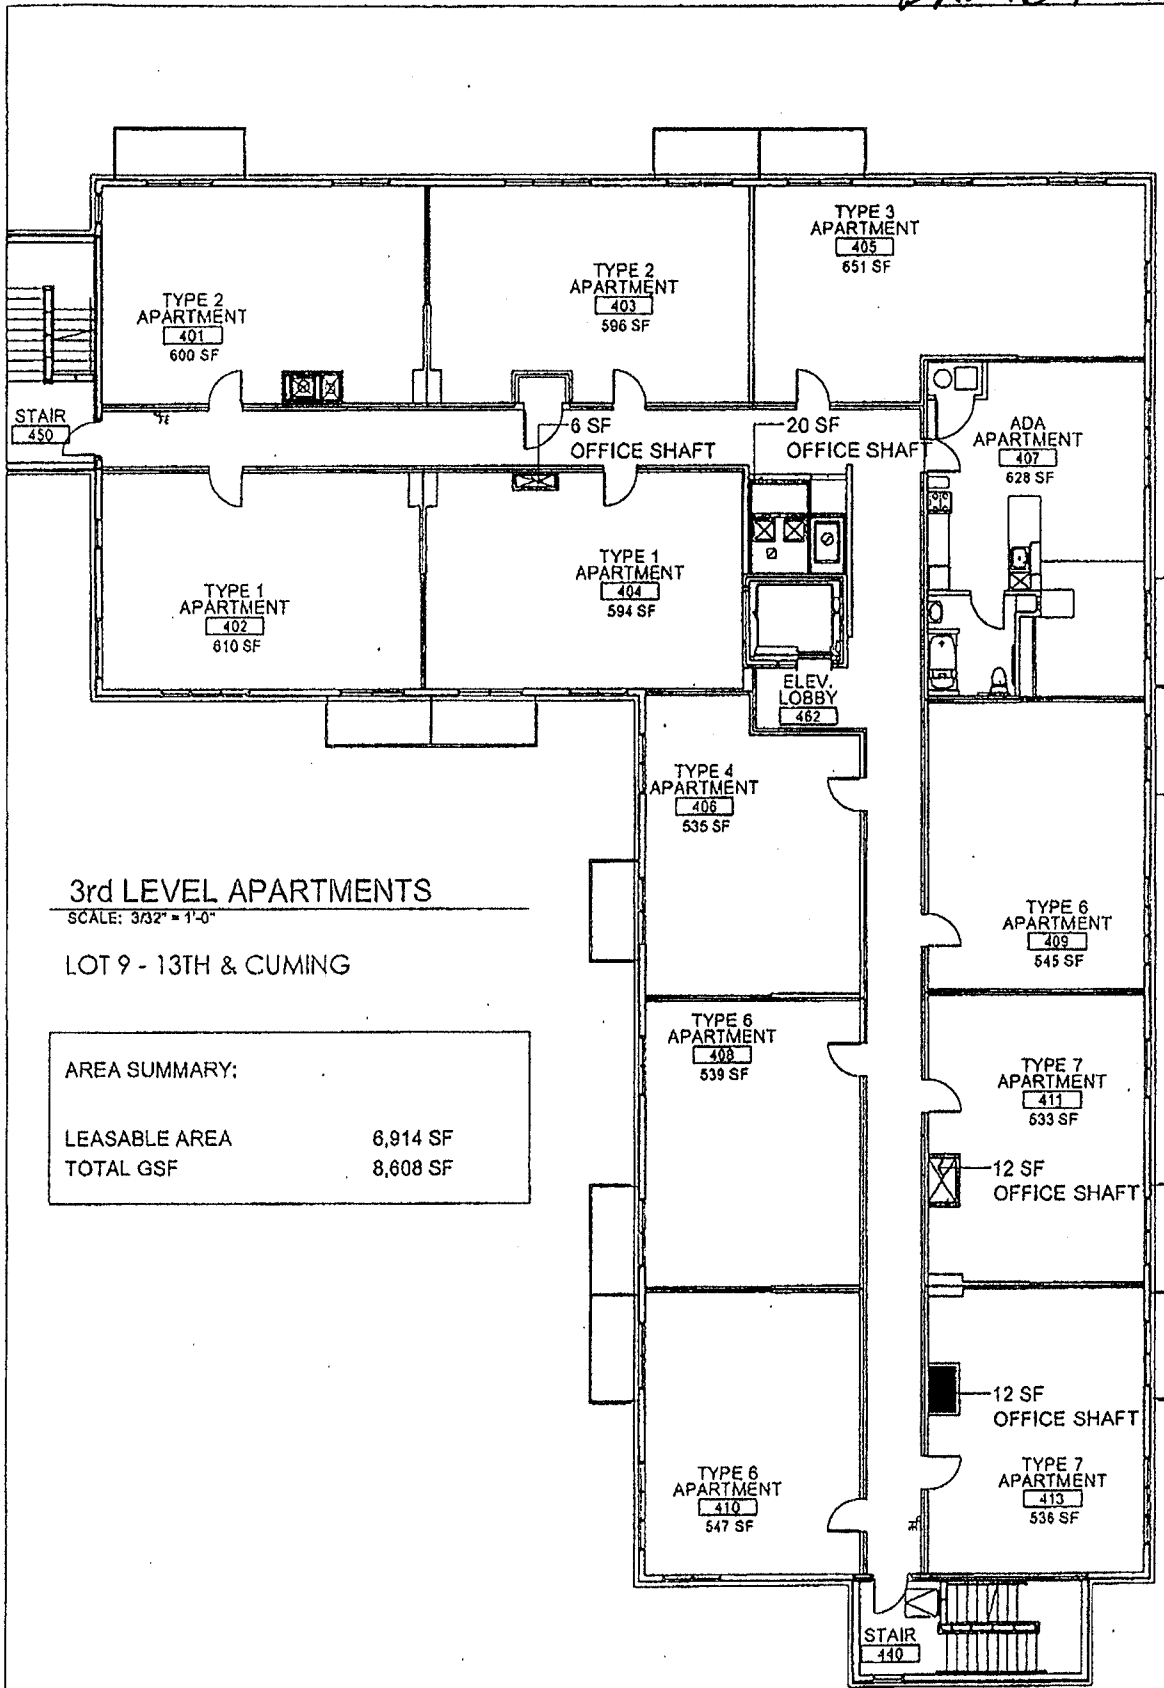 TYPE 3
APARTMENT
405
651 SF
TYPE 2
APARTMENT
403
596 SF
TYPE 2
APARTMENT
401
600 SF
STAIR
450
6 SF
OFFICE SHAFT
20 SF
OFFICE SHAFT
ADA
APARTMENT
407
628 SF
TYPE 1
APARTMENT
404
594 SF
TYPE 1
APARTMENT
402
610 SF
ELEV.
LOBBY
462
TYPE 4
APARTMENT
406
535 SF
3rd LEVEL APARTMENTS
SCALE: 3/32" = 1'-0"
LOT 9 - 13TH & CUMING
TYPE 6
APARTMENT
409
545 SF
TYPE 6
APARTMENT
408
539 SF
AREA SUMMARY:
LEASABLE AREA 6,914 SF
TOTAL GSF 8,608 SF
TYPE 7
APARTMENT
411
533 SF
12 SF
OFFICE SHAFT
12 SF
OFFICE SHAFT
TYPE 6
APARTMENT
410
547 SF
TYPE 7
APARTMENT
413
536 SF
STAIR
440